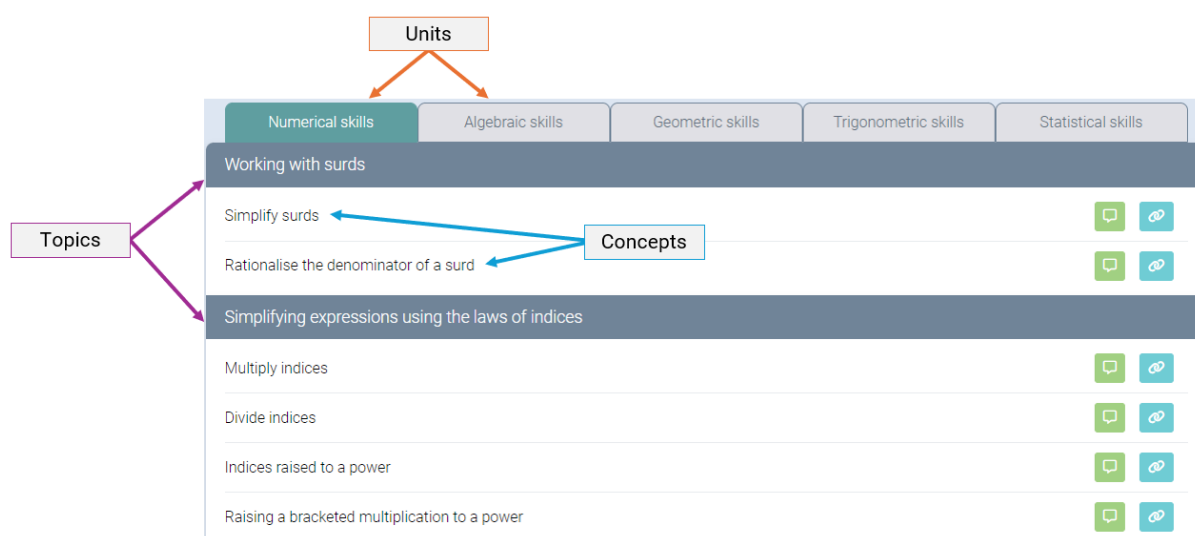 Units
Numerical skills
Algebraic skills
Geometric skills
Trigonometric skills
Statistical skills
Working with surds
Simplify surds
Topics
Concepts
Rationalise the denominator of a surd
Simplifying expressions using the laws of indices
Multiply indices
Divide indices
Indices raised to a power
Raising a bracketed multiplication to a power